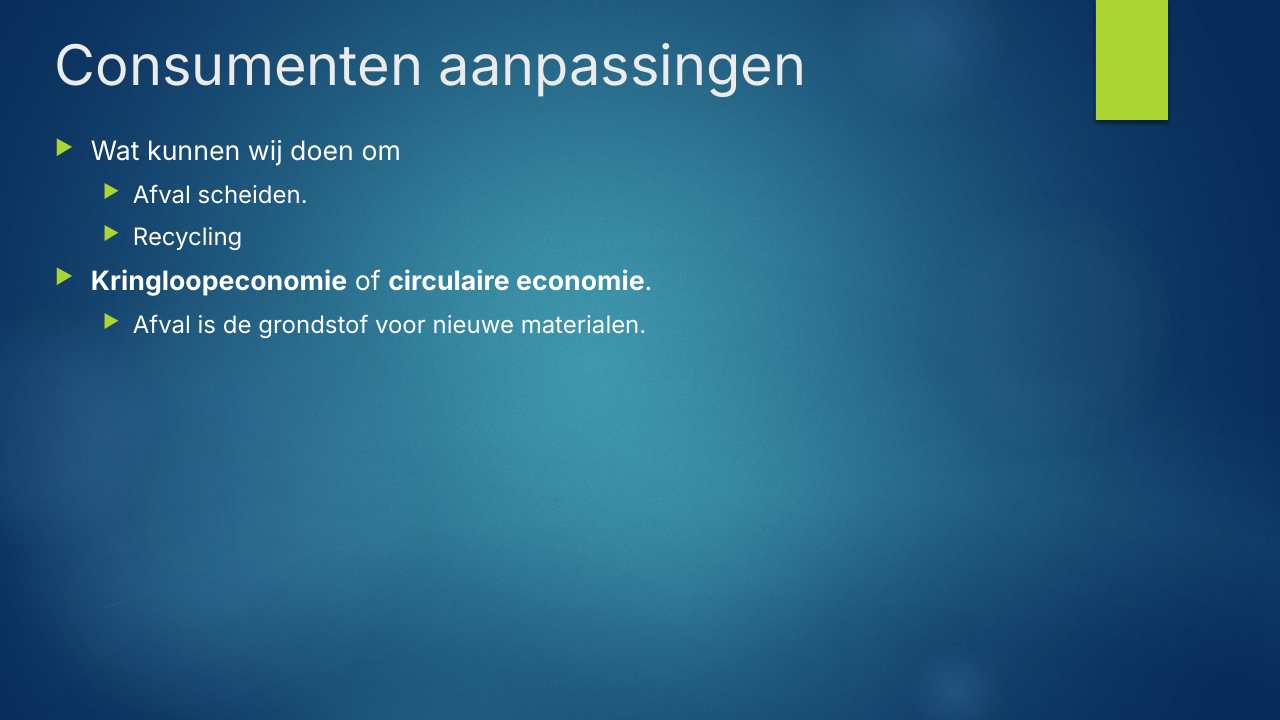 Consumenten aanpassingen
Wat kunnen wij doen om
Afval scheiden.
Recycling
Kringloopeconomie of circulaire economie.
Afval is de grondstof voor nieuwe materialen.